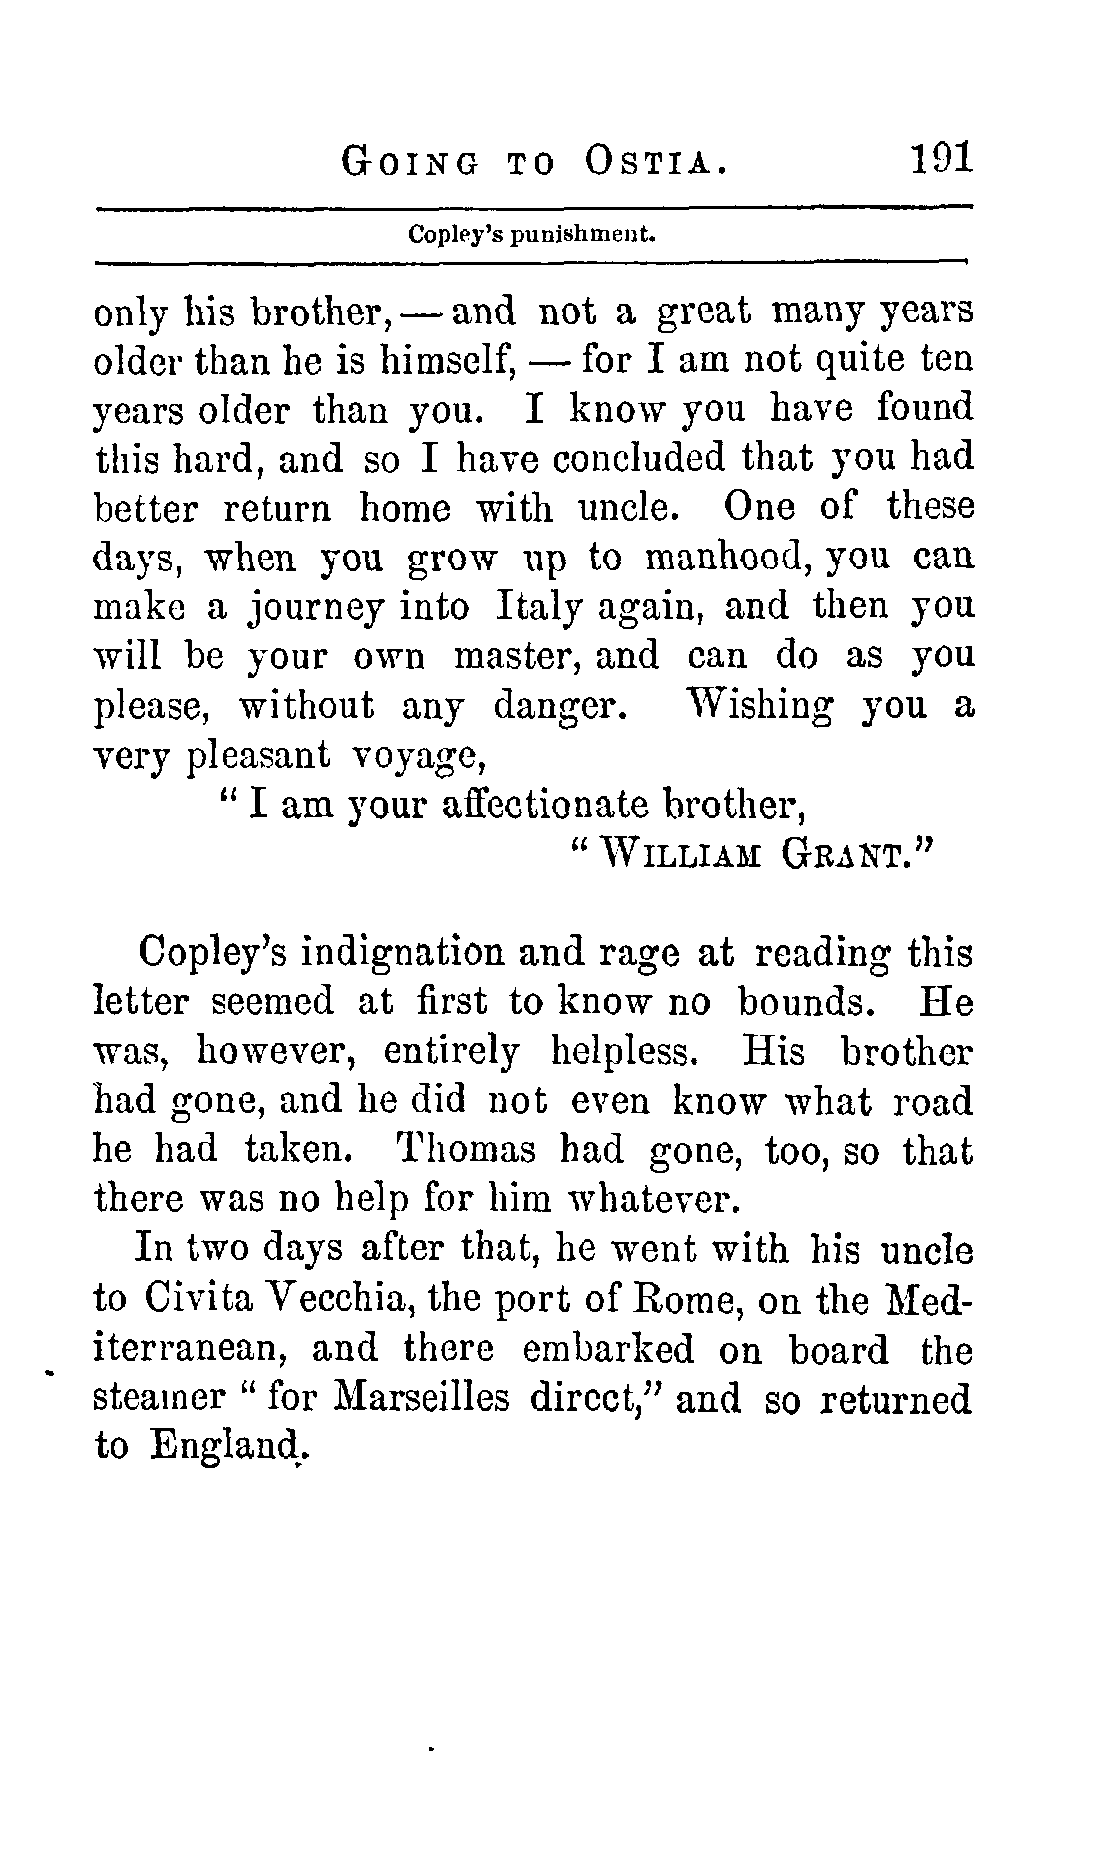 GOING TO OSTIA. 191
Copley's punishment.
only his brother,— and not a great many years
older than he is himself, — for I am not quite ten
years older than you. I know you have found
this hard, and so I have concluded that you had
better return home with uncle. One of these
days, when you grow up to manhood, you can
make a journey into Italy again, and then you
will be your own master, and can do as you
please, without any danger. Wishing you a
very pleasant voyage,
“ I am your affectionate brother,
“ WILLIAM GRANT.”
Copley's indignation and rage at reading this
letter seemed at first to know no bounds. He
was, however, entirely helpless. His brother
had gone, and he did not even know what road
he had taken. Thomas had gone, too, so that
there was no help for him whatever.
In two days after that, he went with his uncle
to Civita Vecchia, the port of Rome, on the Med-
iterranean, and there embarked on board the
steamer “ for Marseilles direct,” and so returned
to England.